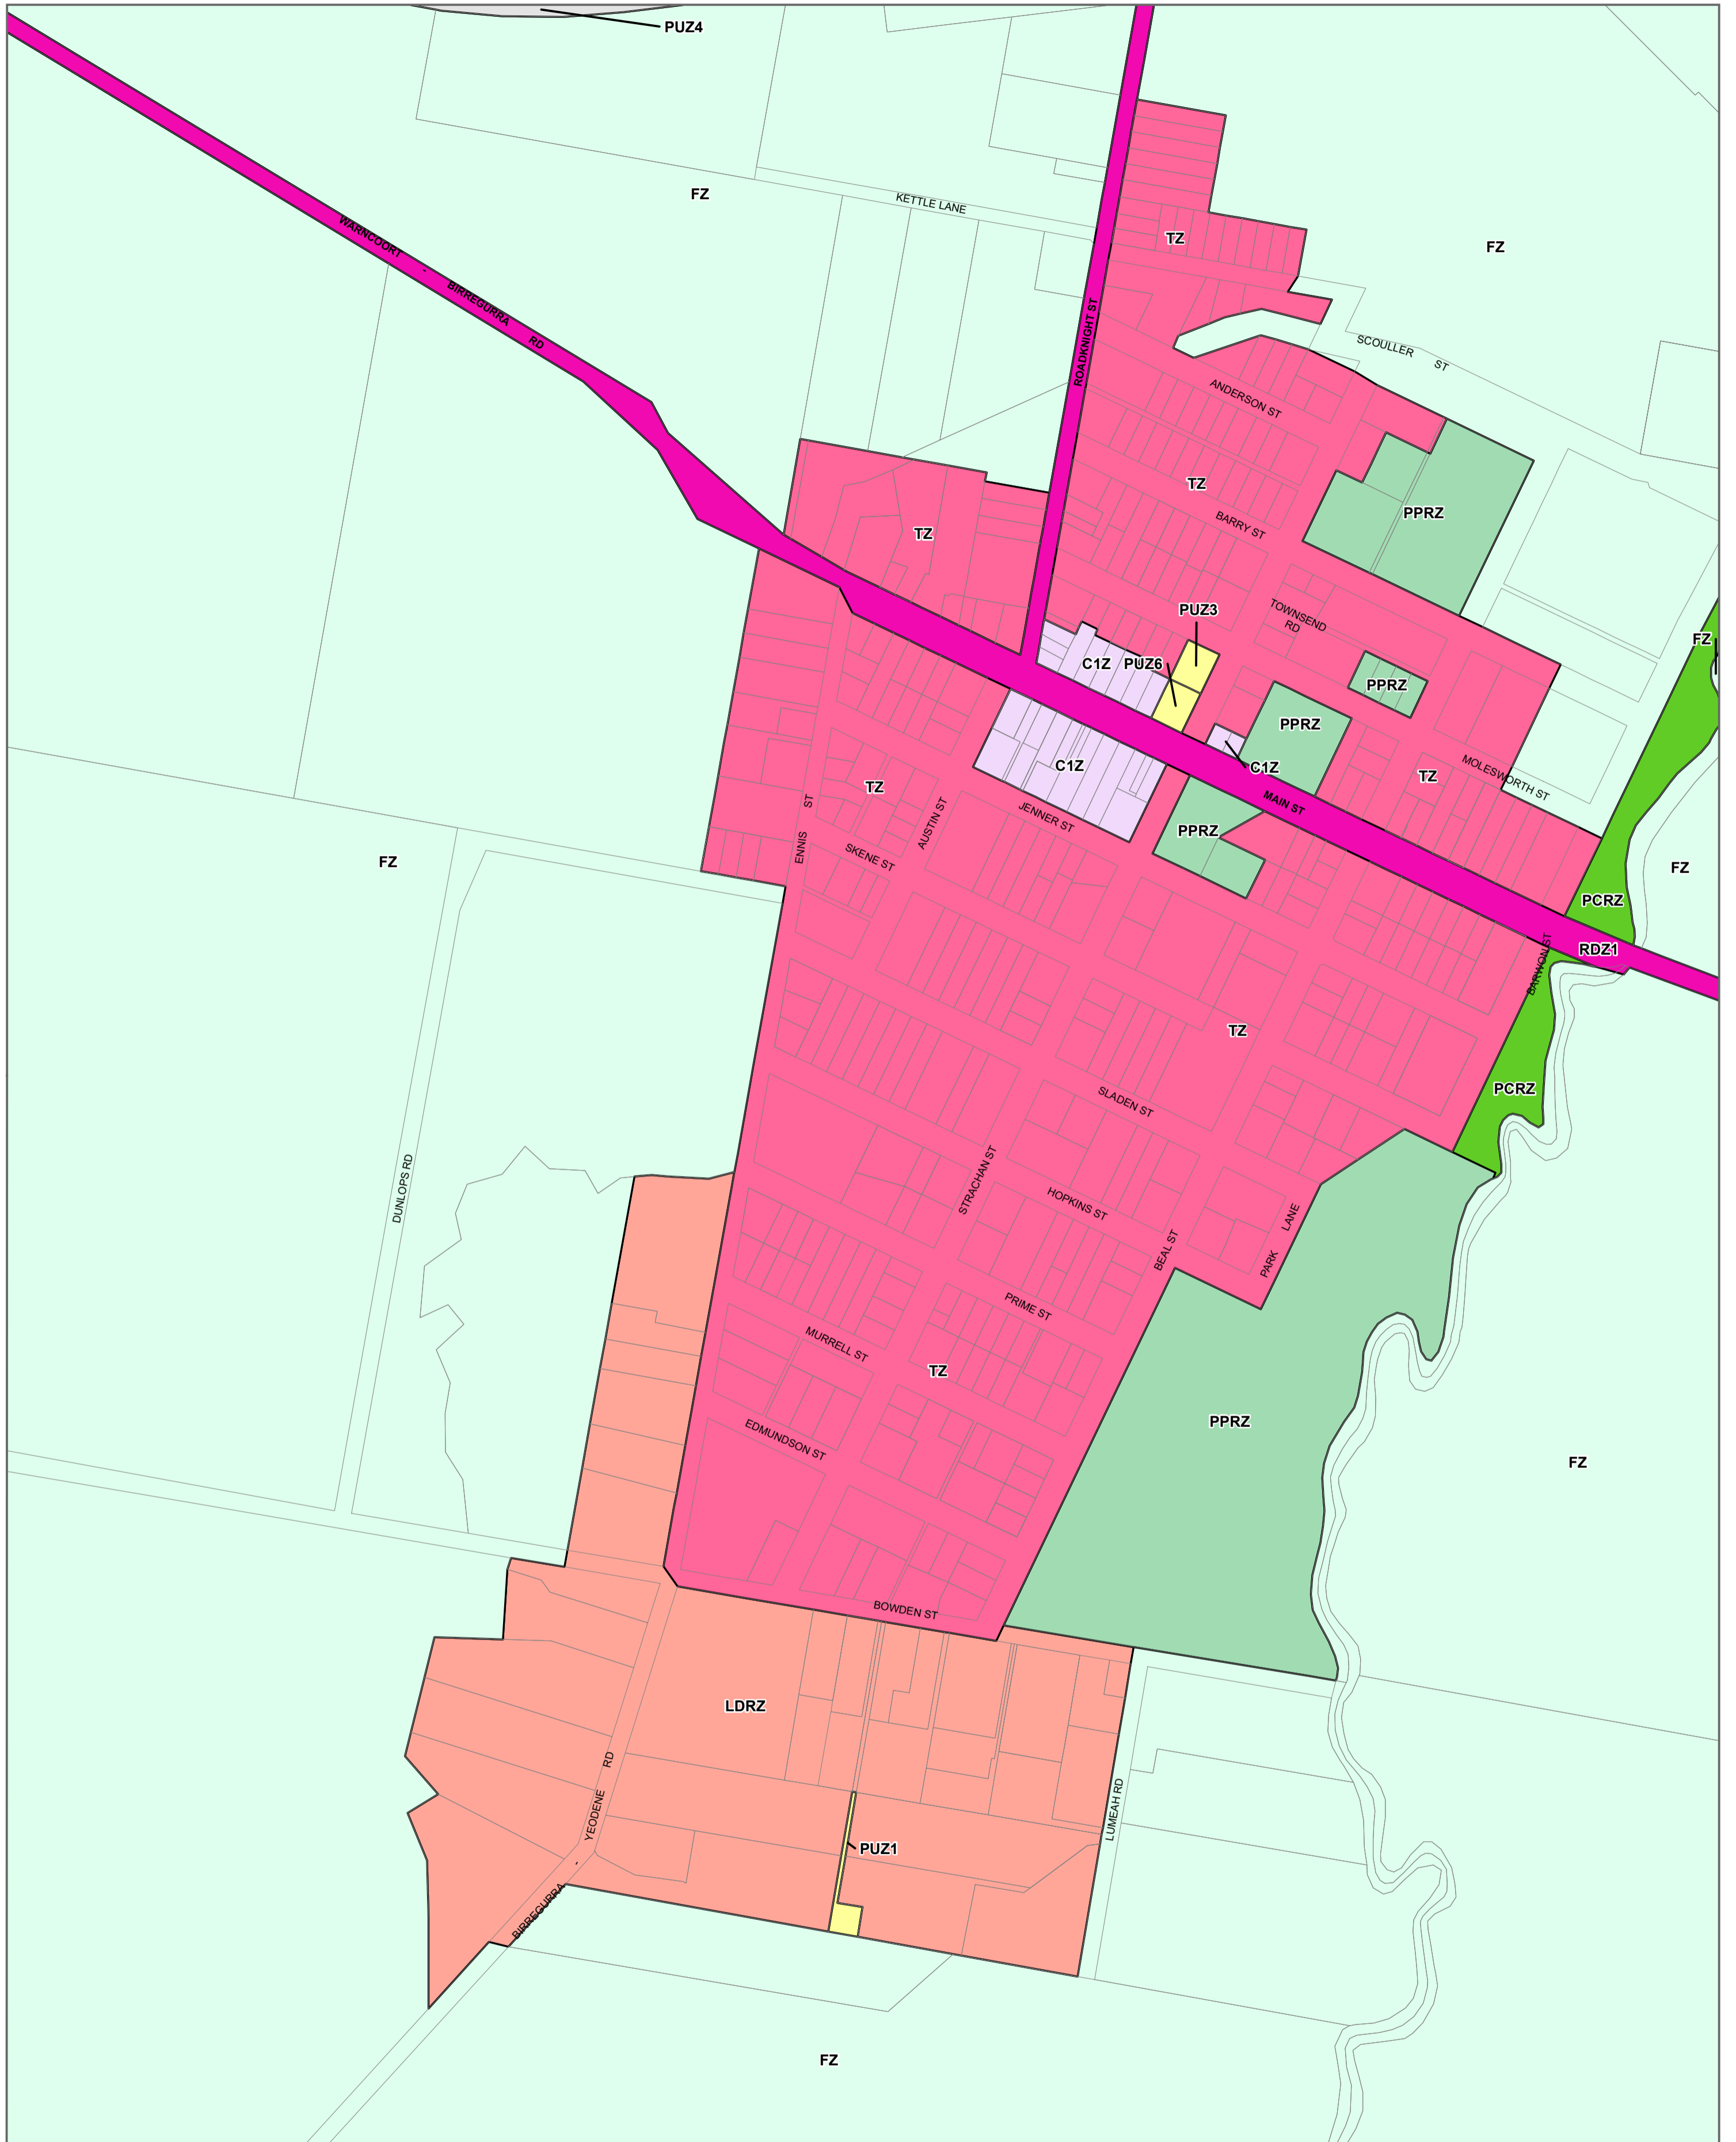 PUZ4
FZ
KETTLE LANE
WARNCOORT - BIRREGURRA RD
TZ
FZ
ROADKNIGHT ST
SCOULLER ST
ANDERSON ST
TZ
PPRZ
BARRY ST
TZ
PUZ3
TOWNSEND RD
FZ
C1Z
PUZ6
PPRZ
PPRZ
C1Z
C1Z
TZ
MOLESWORTH ST
TZ
MAIN ST
ENNIS ST
AUSTIN ST
JENNER ST
PPRZ
SKENE ST
FZ
FZ
PCRZ
RDZ1
BARWON ST
TZ
PCRZ
SLADEN ST
DUNLOPS RD
STRACHAN ST
HOPKINS ST
PARK LANE
BEAL ST
PRIME ST
MURRELL ST
TZ
PPRZ
EDMUNDSON ST
FZ
BOWDEN ST
LDRZ
BIRREGURRA - YEODENE RD
LUMEAH RD
PUZ1
FZ